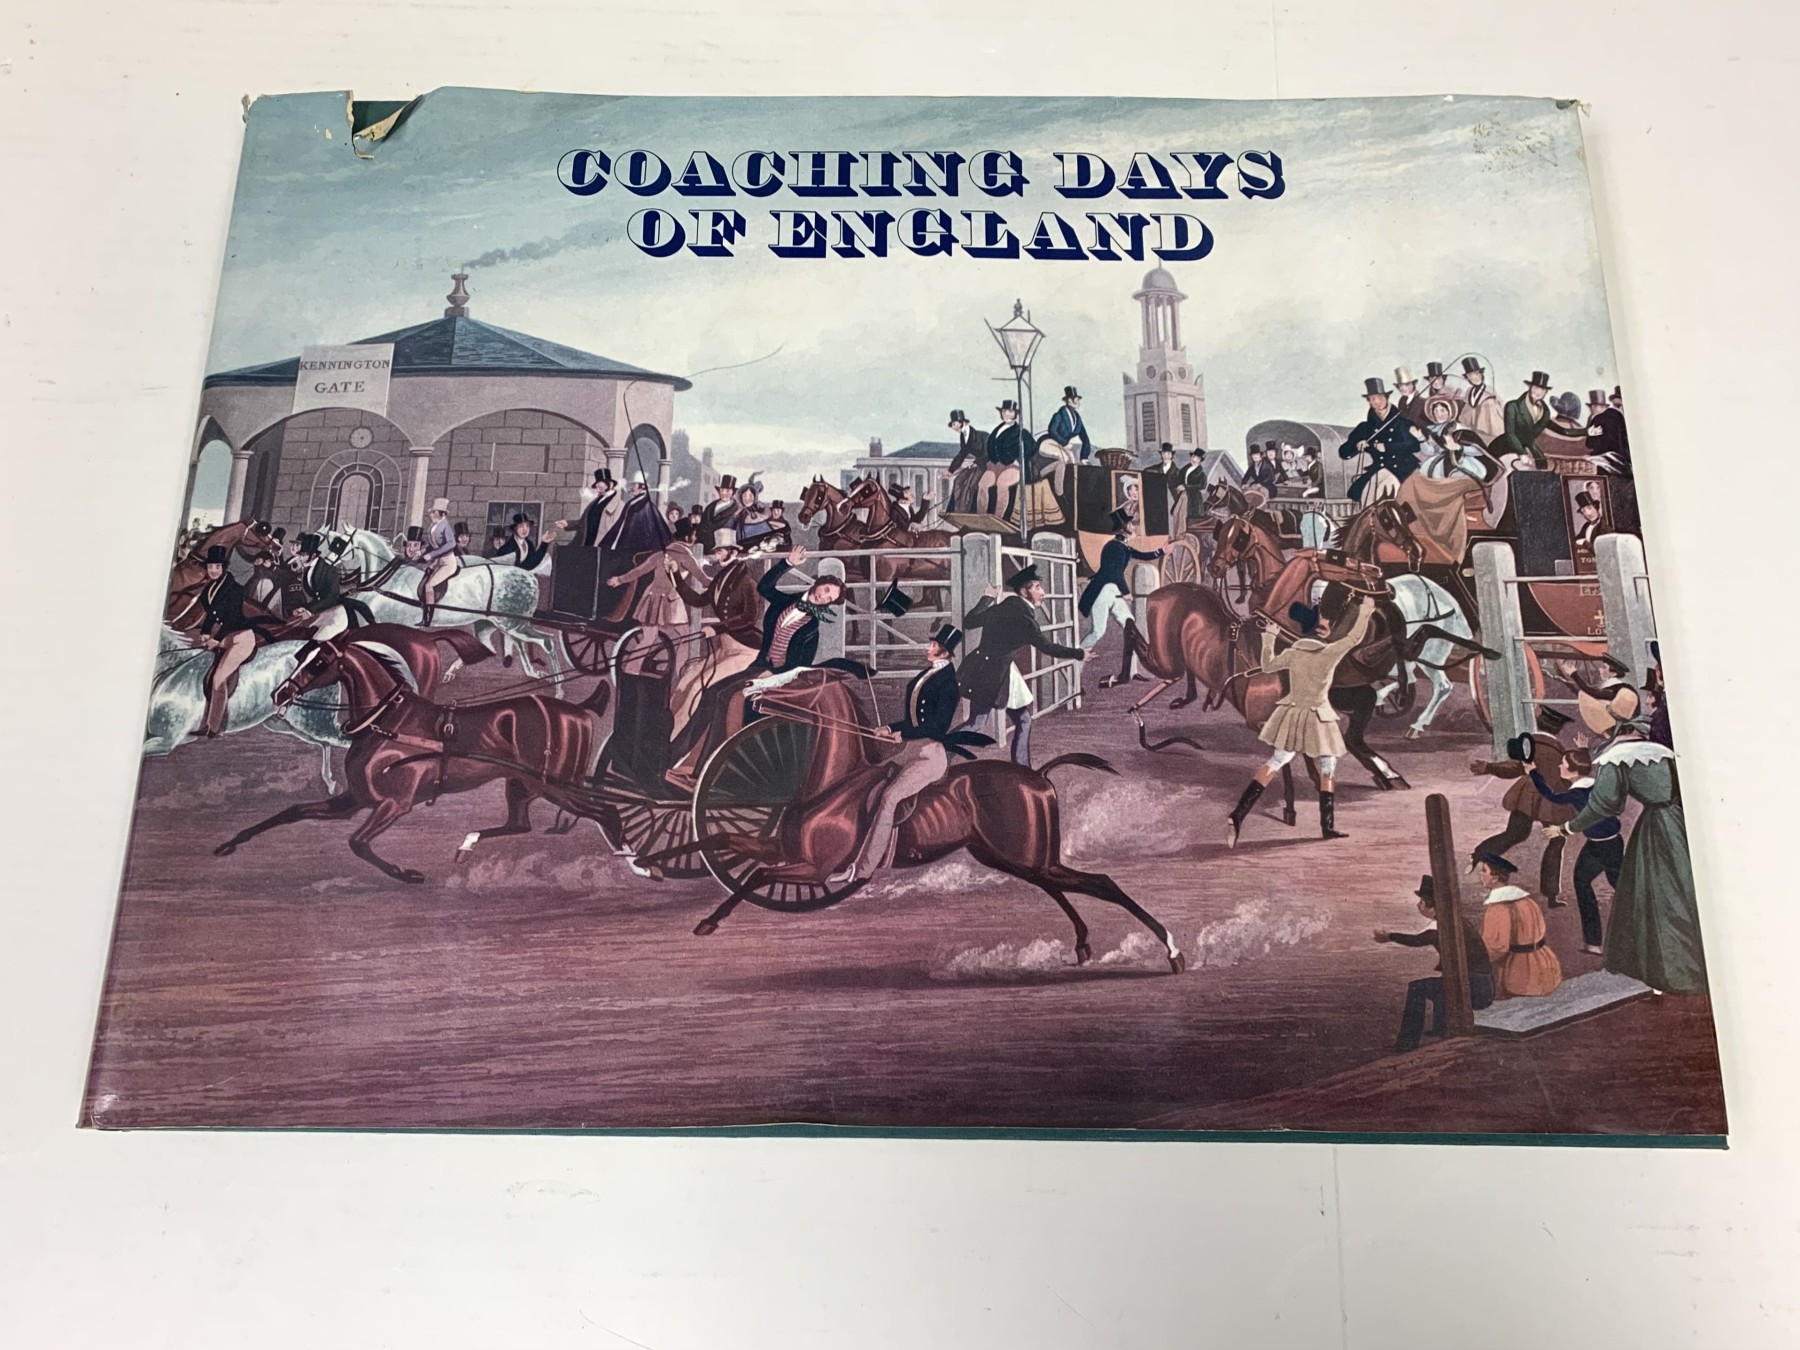 COACHING DAYS
OF ENGLAND
KENNINGTON
GATE